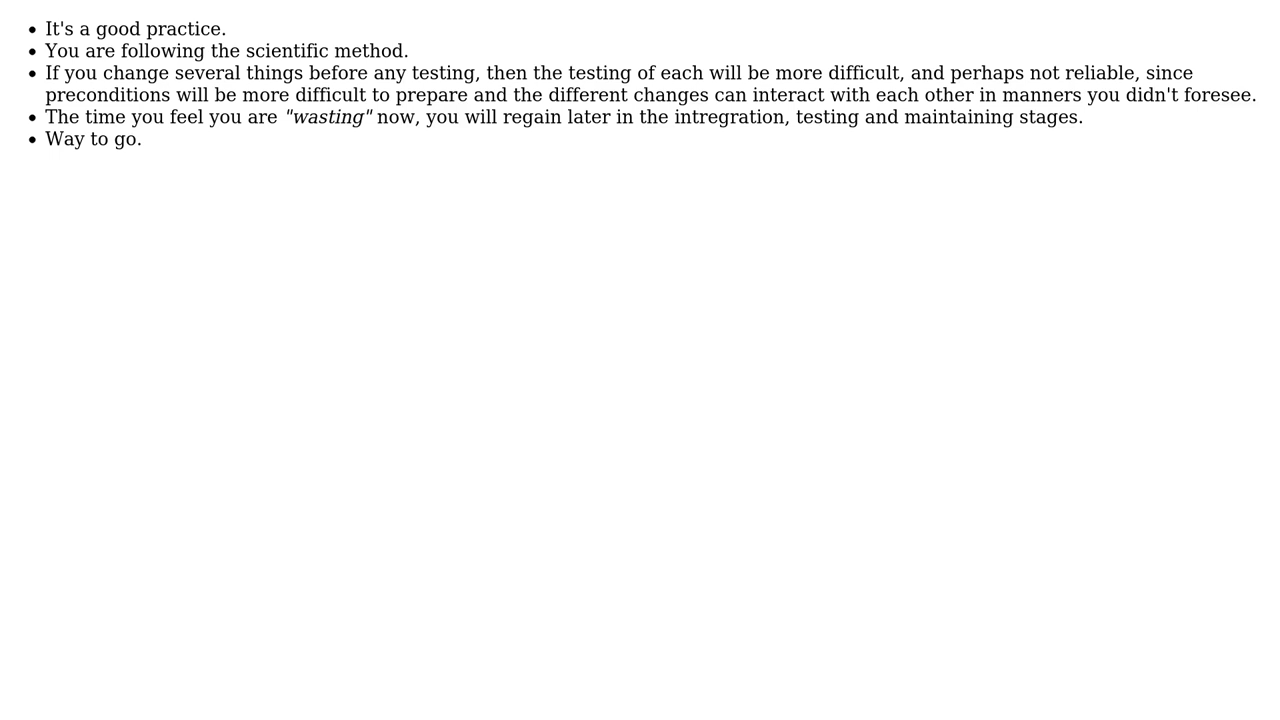 • It's a good practice.
• You are following the scientific method.
• If you change several things before any testing, then the testing of each will be more difficult, and perhaps not reliable, since
preconditions will be more difficult to prepare and the different changes can interact with each other in manners you didn't foresee.
• The time you feel you are "wasting" now, you will regain later in the intregration, testing and maintaining stages.
• Way to go.